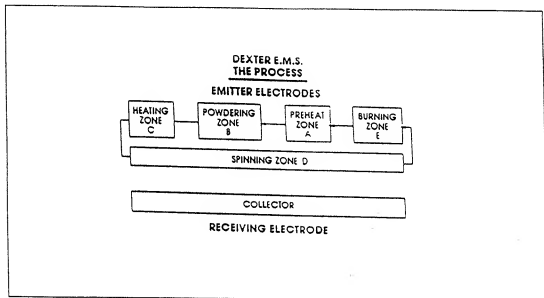 DEXTER E.M.S.
THE PROCESS
EMITTER ELECTRODES
HEATING
ZONE
C
POWDERING
ZONE
B
PREHEAT
ZONE
A
BURNING
ZONE
E
SPINNING ZONE D
COLLECTOR
RECEIVING ELECTRODE